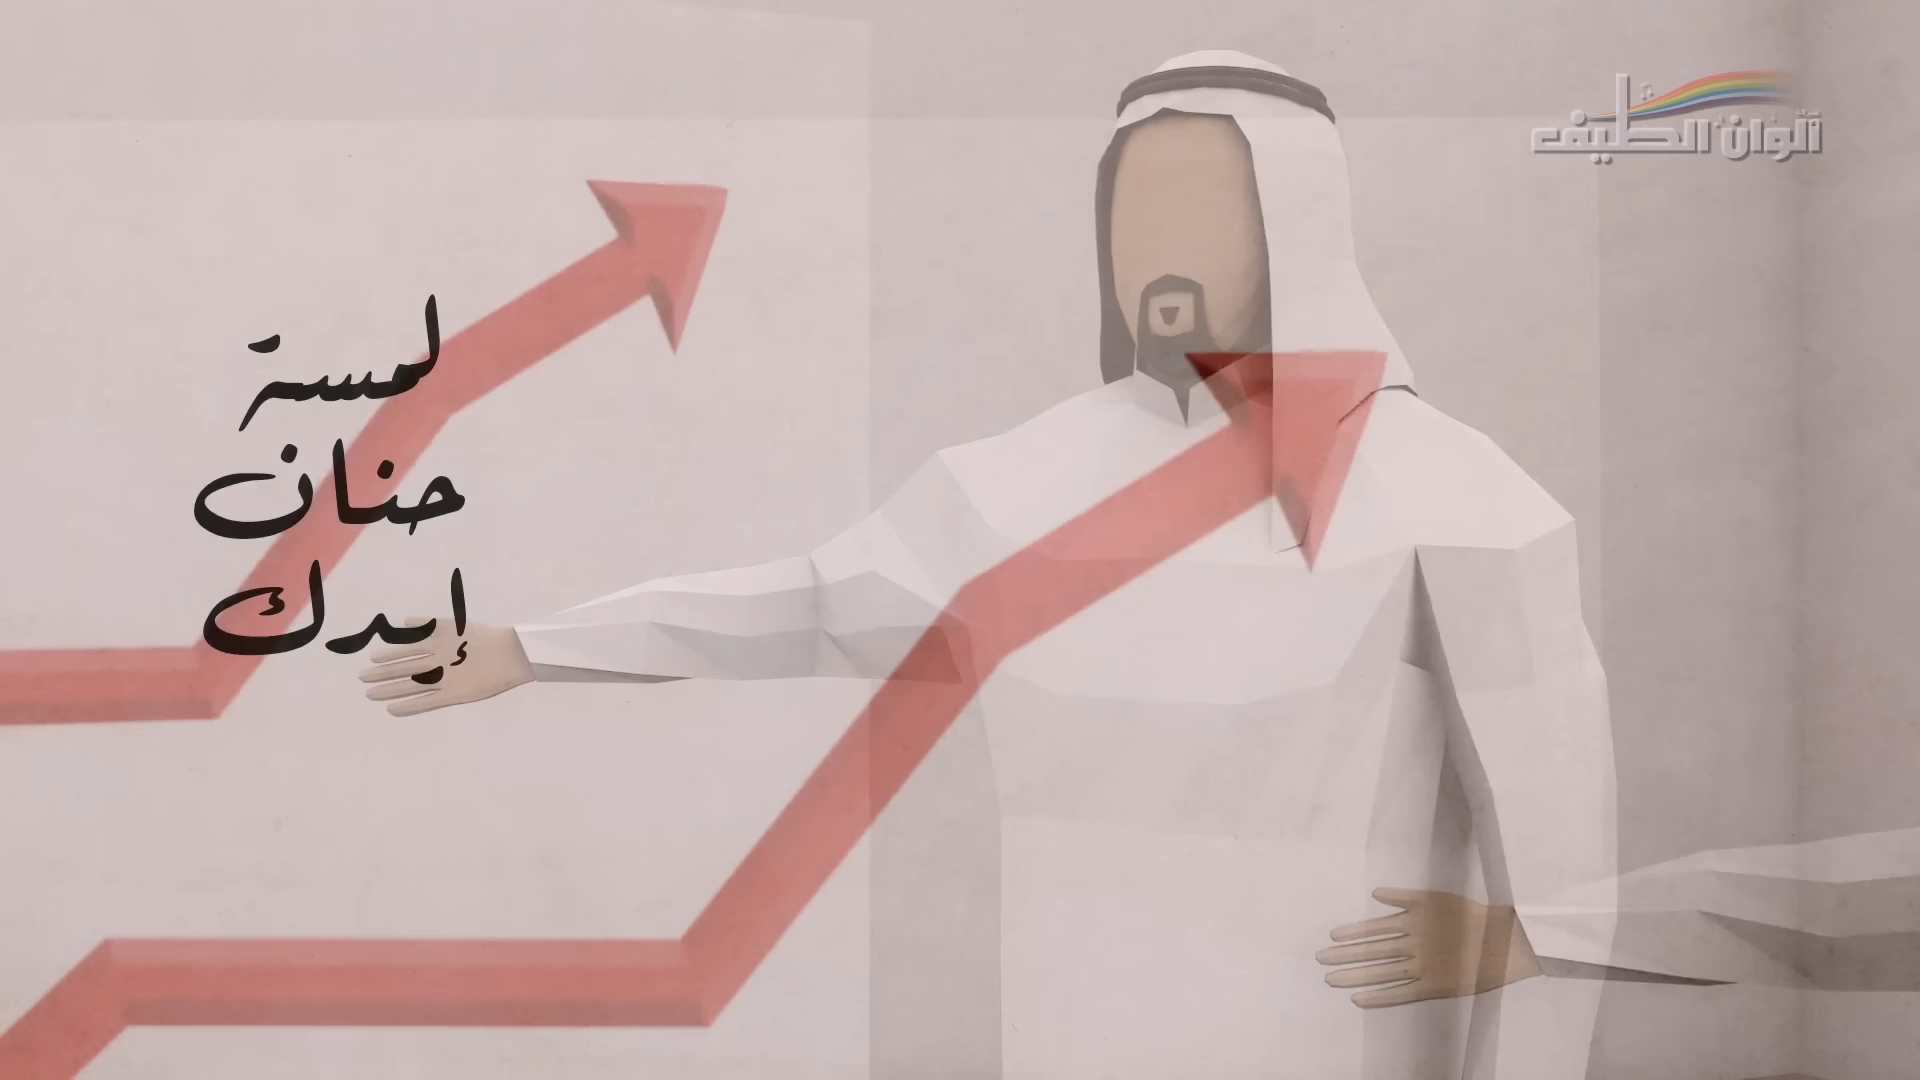 ألوان الطيف
لمسة
حنان
إيدك